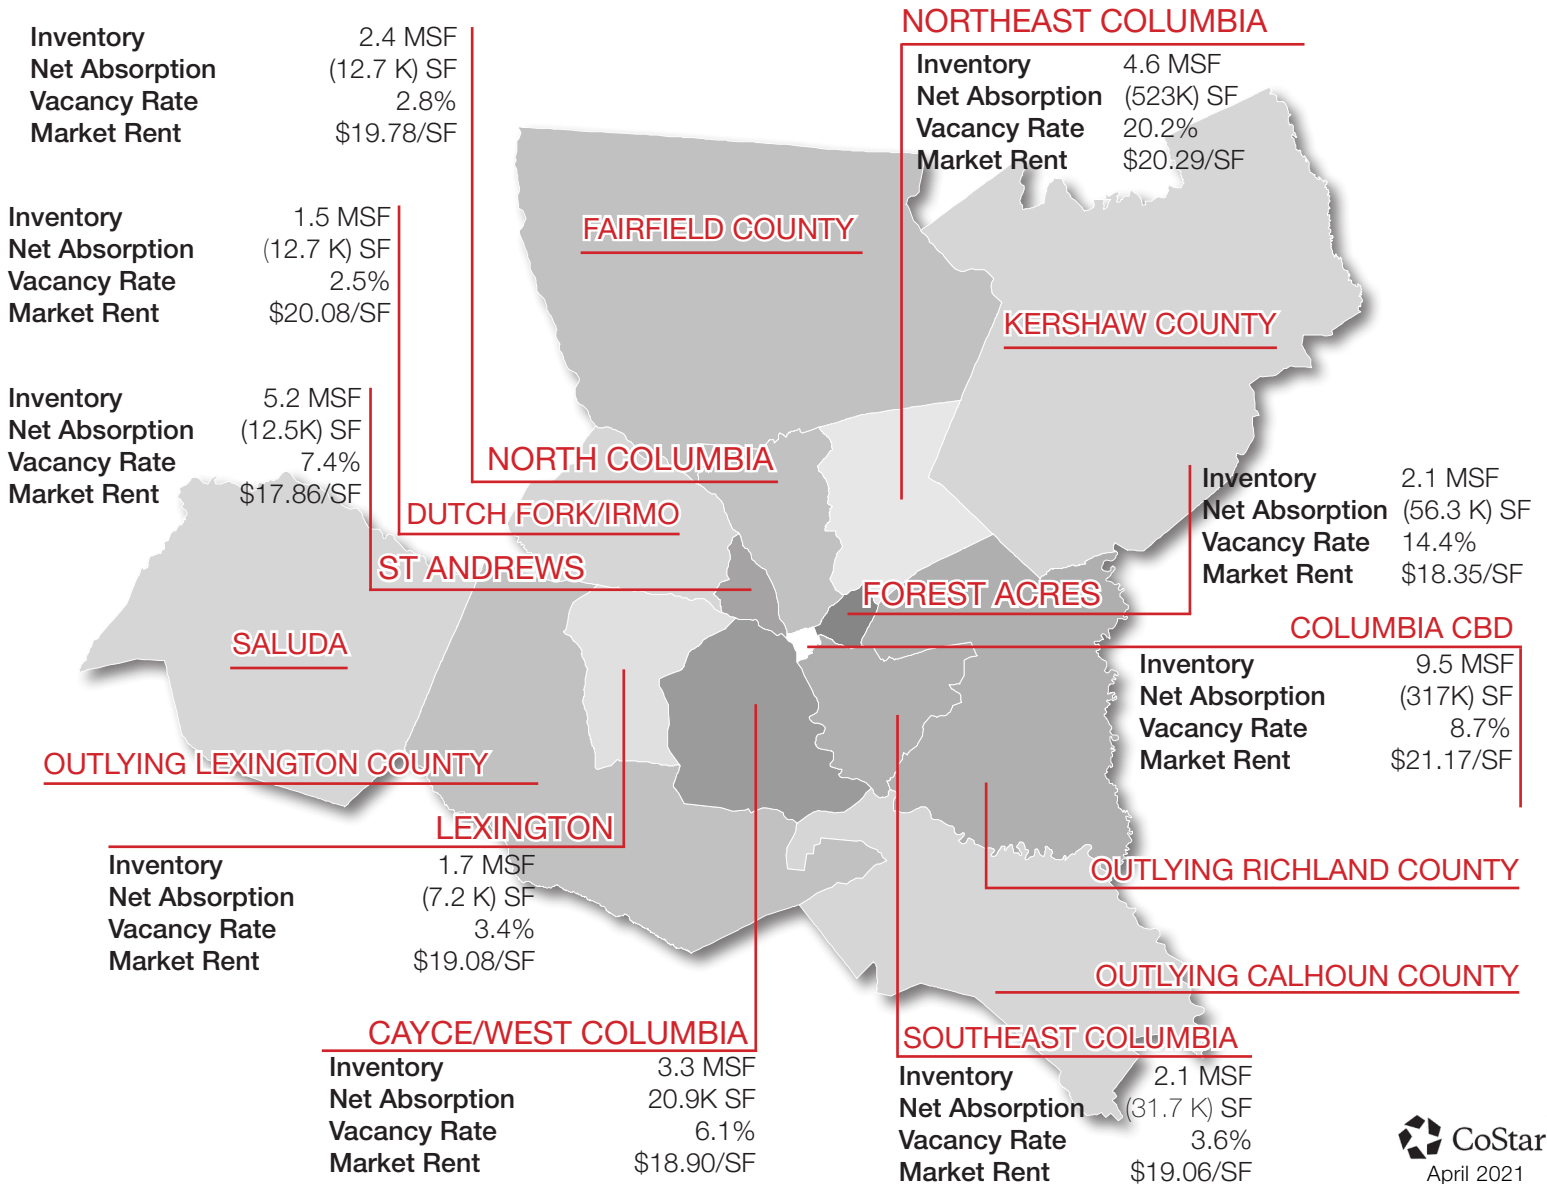 Inventory 2.4 MSF
Net Absorption (12.7 K) SF
Vacancy Rate 2.8%
Market Rent $19.78/SF
NORTH COLUMBIA
Inventory 1.5 MSF
Net Absorption (12.7 K) SF
Vacancy Rate 2.5%
Market Rent $20.08/SF
DUTCH FORK/IRMO
Inventory 5.2 MSF
Net Absorption (12.5K) SF
Vacancy Rate 7.4%
Market Rent $17.86/SF
ST ANDREWS
NORTHEAST COLUMBIA
Inventory 4.6 MSF
Net Absorption (523K) SF
Vacancy Rate 20.2%
Market Rent $20.29/SF
FAIRFIELD COUNTY
KERSHAW COUNTY
Inventory 2.1 MSF
Net Absorption (56.3 K) SF
Vacancy Rate 14.4%
Market Rent $18.35/SF
FOREST ACRES
COLUMBIA CBD
Inventory 9.5 MSF
Net Absorption (317K) SF
Vacancy Rate 8.7%
Market Rent $21.17/SF
SALUDA
OUTLYING LEXINGTON COUNTY
LEXINGTON
Inventory 1.7 MSF
Net Absorption (7.2 K) SF
Vacancy Rate 3.4%
Market Rent $19.08/SF
OUTLYING RICHLAND COUNTY
OUTLYING CALHOUN COUNTY
CAYCE/WEST COLUMBIA
Inventory 3.3 MSF
Net Absorption 20.9K SF
Vacancy Rate 6.1%
Market Rent $18.90/SF
SOUTHEAST COLUMBIA
Inventory 2.1 MSF
Net Absorption (31.7 K) SF
Vacancy Rate 3.6%
Market Rent $19.06/SF
CoStar
April 2021